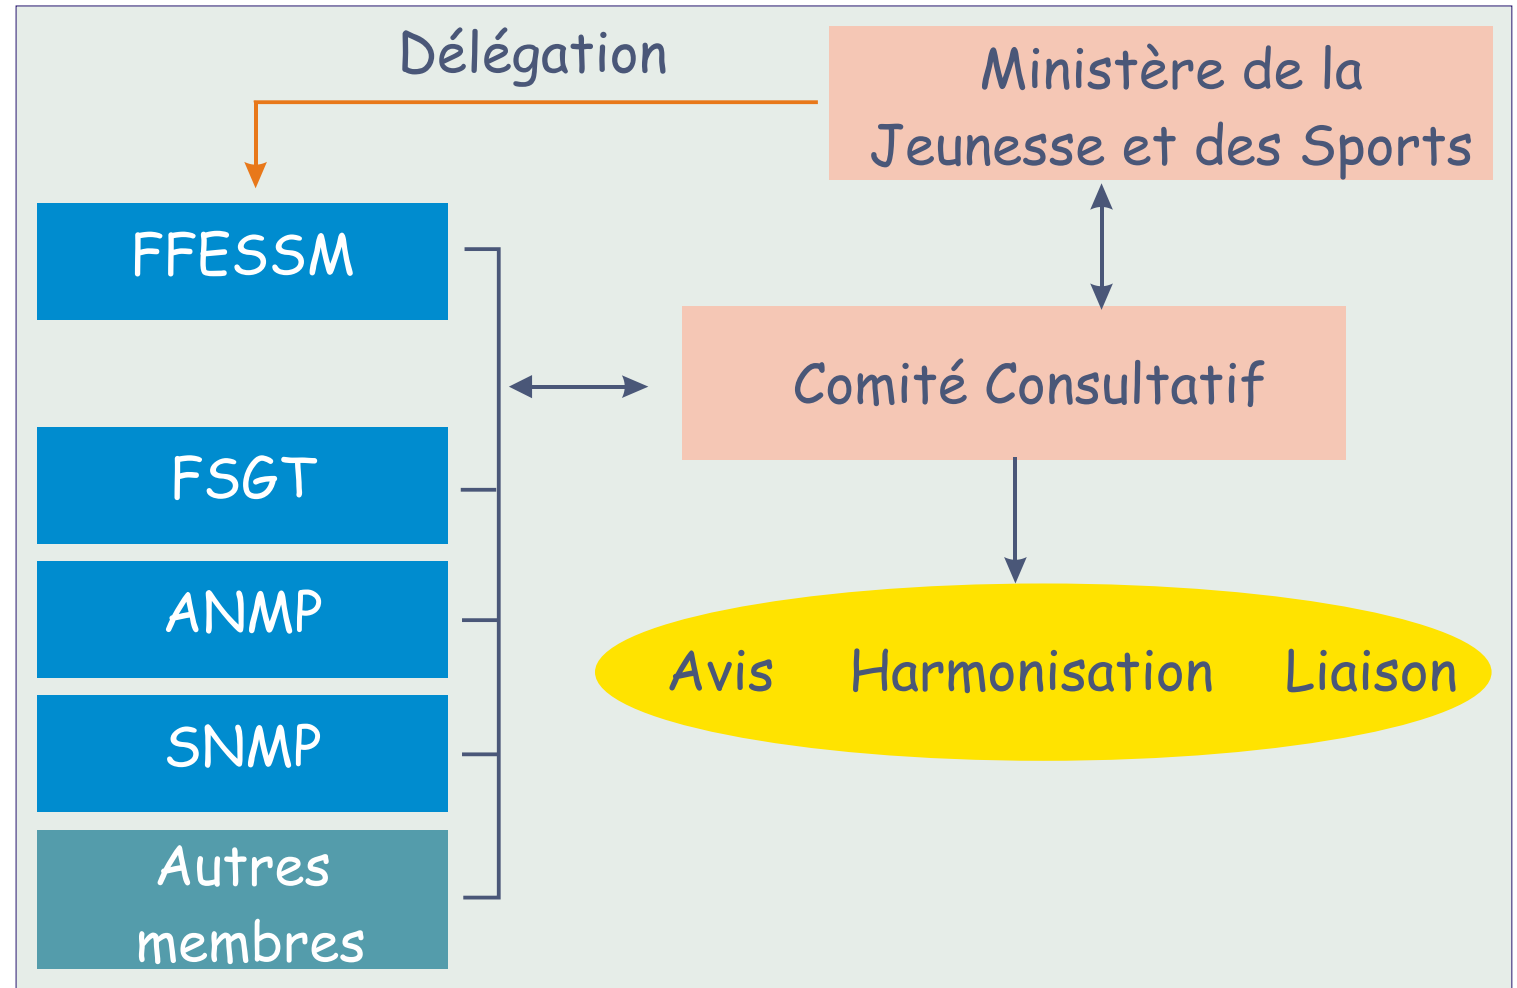 Délégation
Ministère de la
Jeunesse et des Sports
FFESSM
Comité Consultatif
FSGT
ANMP
Avis Harmonisation Liaison
SNMP
Autres
membres